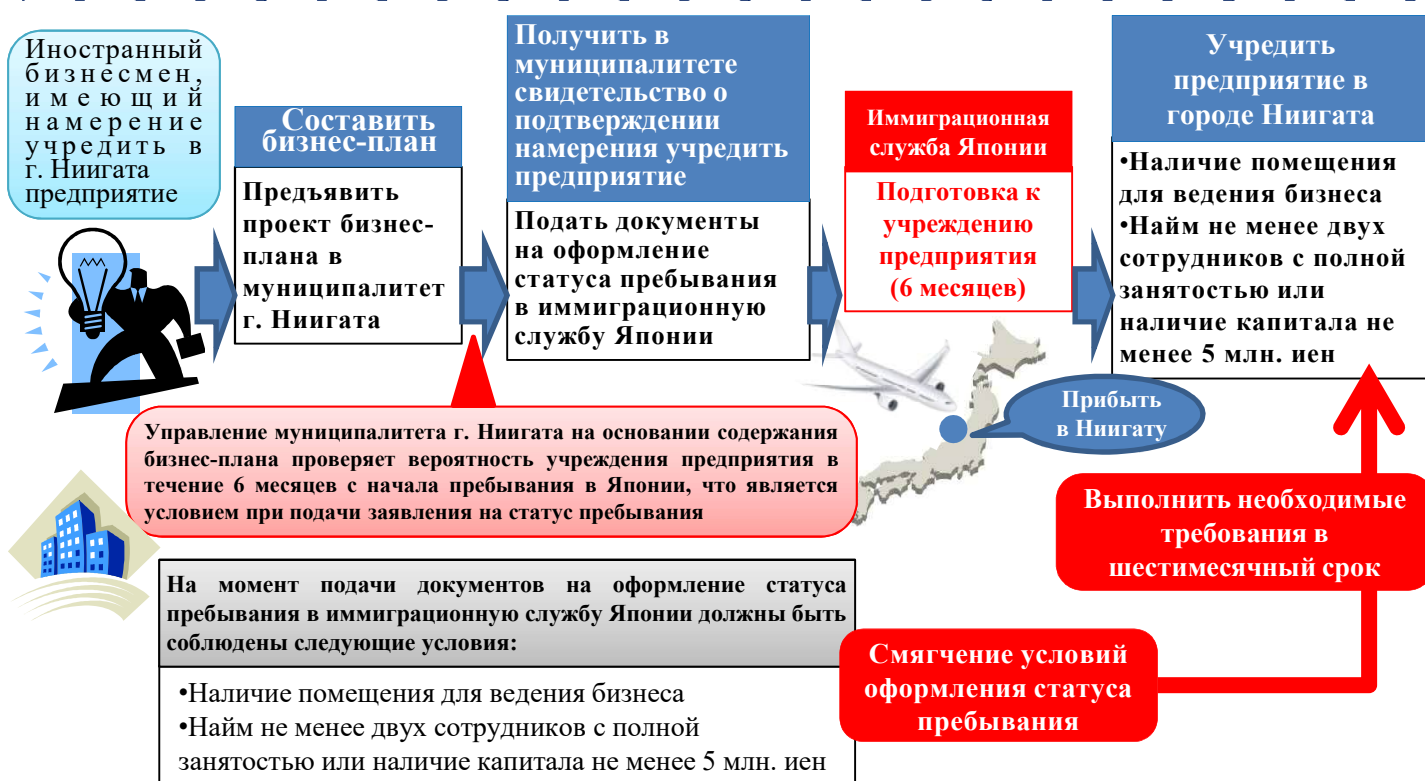 Иностранный
бизнесмен,
имеющий
намерение
учредить в
г. Ниигата
предприятие
Составить
бизнес-план
Предъявить
проект бизнес-
плана в
муниципалитет
г. Ниигата
Получить в
муниципалитете
свидетельство о
подтверждении
намерения учредить
предприятие
Подать документы
на оформление
статуса пребывания
в иммиграционную
службу Японии
Иммиграционная
служба Японии
Подготовка к
учреждению
предприятия
(6 месяцев)
Учредить
предприятие в
городе Ниигата
•Наличие помещения
для ведения бизнеса
•Найм не менее двух
сотрудников с полной
занятостью или
наличие капитала не
менее 5 млн. иен
Прибыть
в Ниигату
Управление муниципалитета г. Ниигата на основании содержания
бизнес-плана проверяет вероятность учреждения предприятия в
течение 6 месяцев с начала пребывания в Японии, что является
условием при подачи заявления на статус пребывания
Выполнить необходимые
требования в
шестимесячный срок
На момент подачи документов на оформление статуса
пребывания в иммиграционную службу Японии должны быть
соблюдены следующие условия:
•Наличие помещения для ведения бизнеса
•Найм не менее двух сотрудников с полной
занятостью или наличие капитала не менее 5 млн. иен
Смягчение условий
оформления статуса
пребывания